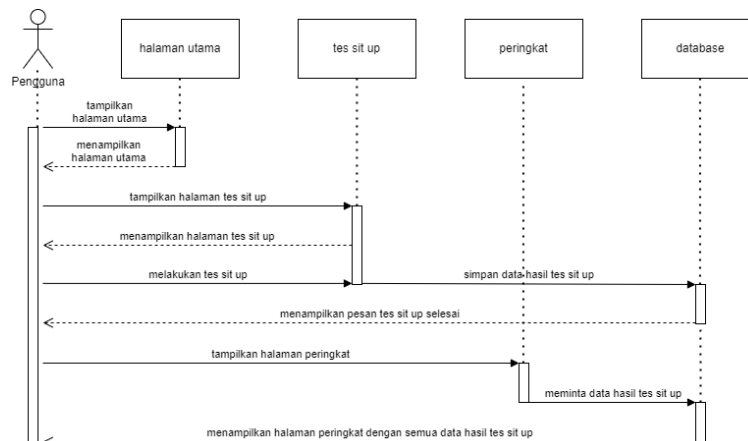 halaman utama
tes sit up
peringkat
database
Pengguna
tampilkan
halaman utama
menampilkan
halaman utama
tampilkan halaman tes sit up
menampilkan halaman tes sit up
melakukan tes sit up
simpan data hasil tes sit up
menampilkan pesan tes sit up selesai
tampilkan halaman peringkat
meminta data hasil tes sit up
menampilkan halaman peringkat dengan semua data hasil tes sit up